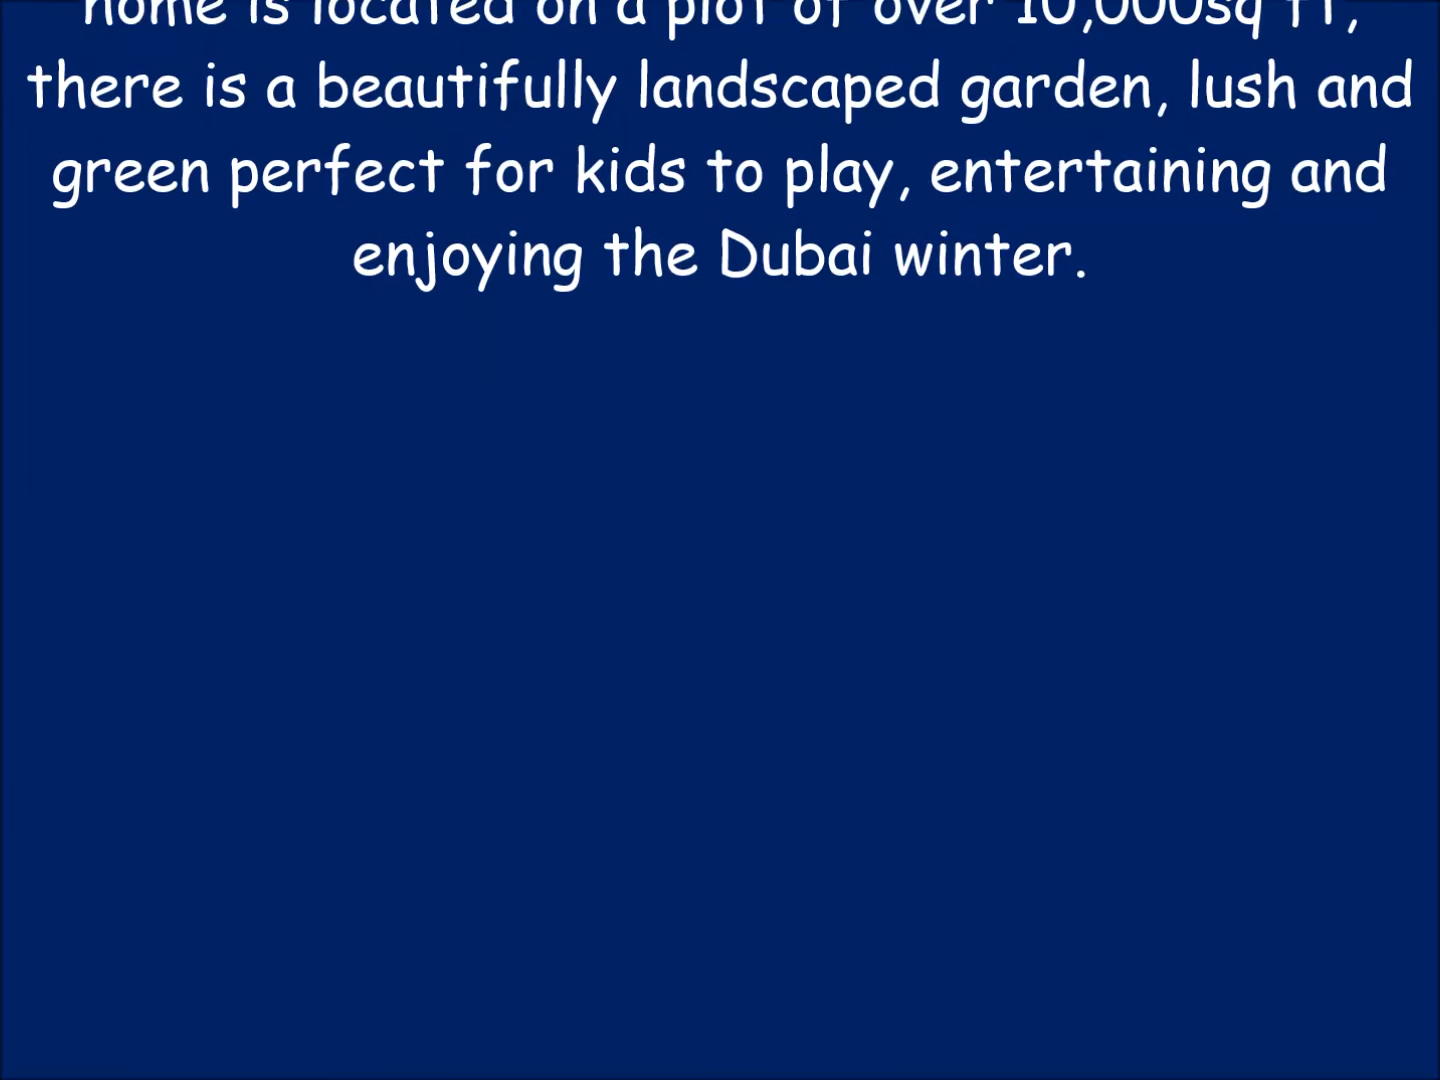 home is located on a plot of over 10,000sq ft,
there is a beautifully landscaped garden, lush and
green perfect for kids to play, entertaining and
enjoying the Dubai winter.